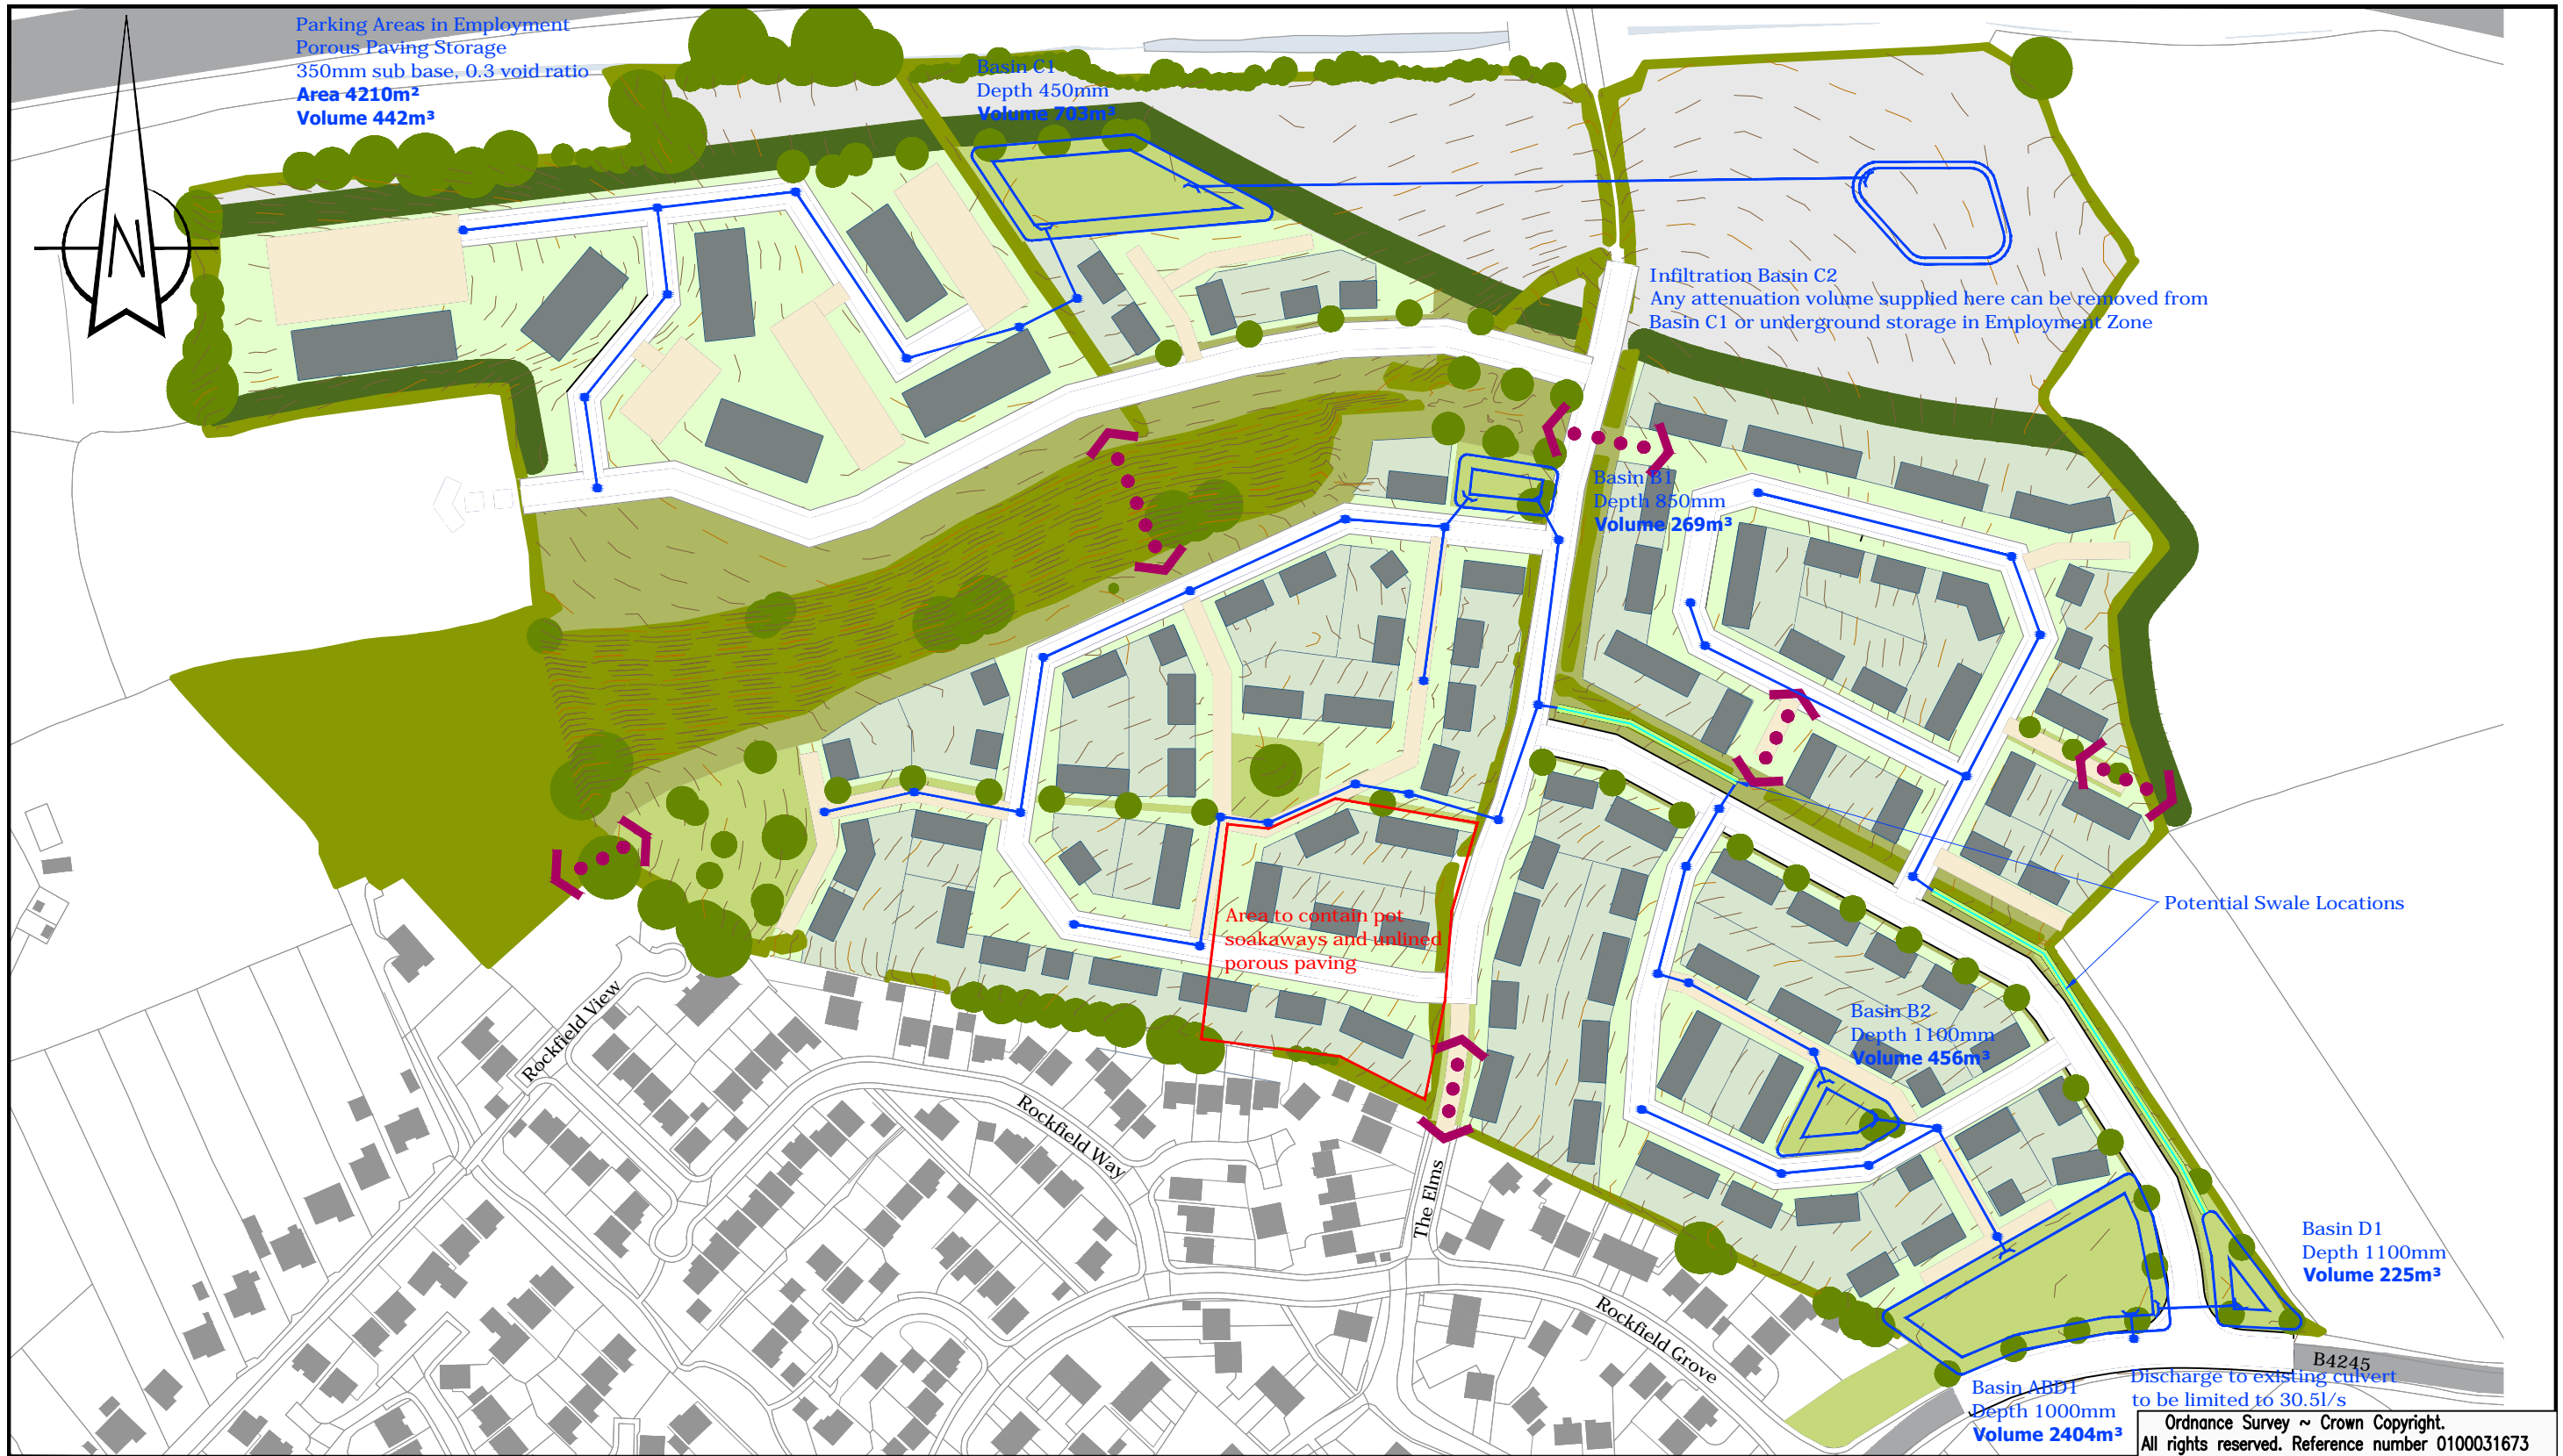 Parking Areas in Employment
Porous Paving Storage
350mm sub base, 0.3 void ratio
Area 4210m²
Volume 442m³
Basin C1
Depth 450mm
Volume 703m³
N
Infiltration Basin C2
Any attenuation volume supplied here can be removed from
Basin C1 or underground storage in Employment Zone
Basin B1
Depth 850mm
Volume 269m³
Potential Swale Locations
Area to contain pot
soakaways and unlined
porous paving
Basin B2
Depth 1100mm
Volume 456m³
Rockfield View
Rockfield Way
The Elms
Rockfield Grove
Basin D1
Depth 1100mm
Volume 225m³
B4245
Discharge to existing culvert
to be limited to 30.5l/s
Basin ABD1
Depth 1000mm
Volume 2404m³
Ordnance Survey ~ Crown Copyright.
All rights reserved. Reference number 0100031673